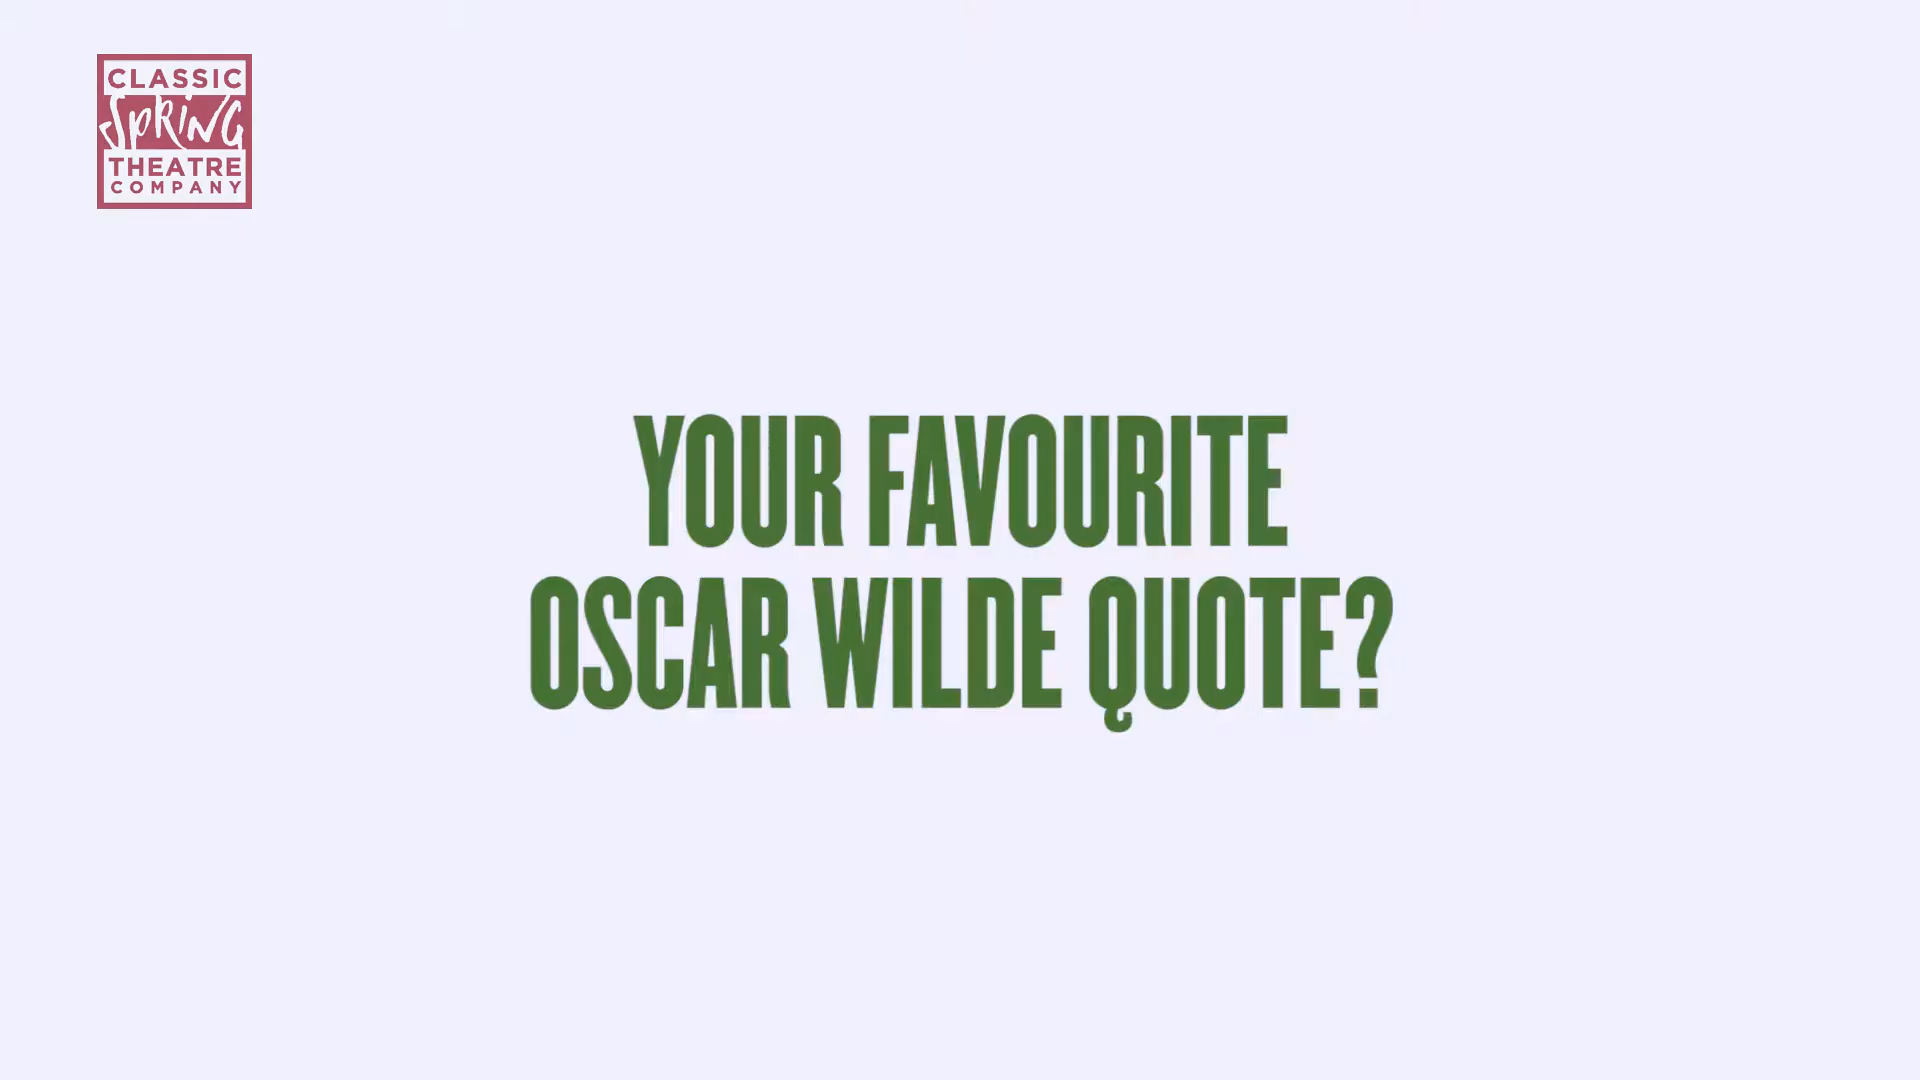 CLASSIC
SPRING
THEATRE
COMPANY
YOUR FAVOURITE
OSCAR WILDE QUOTE?